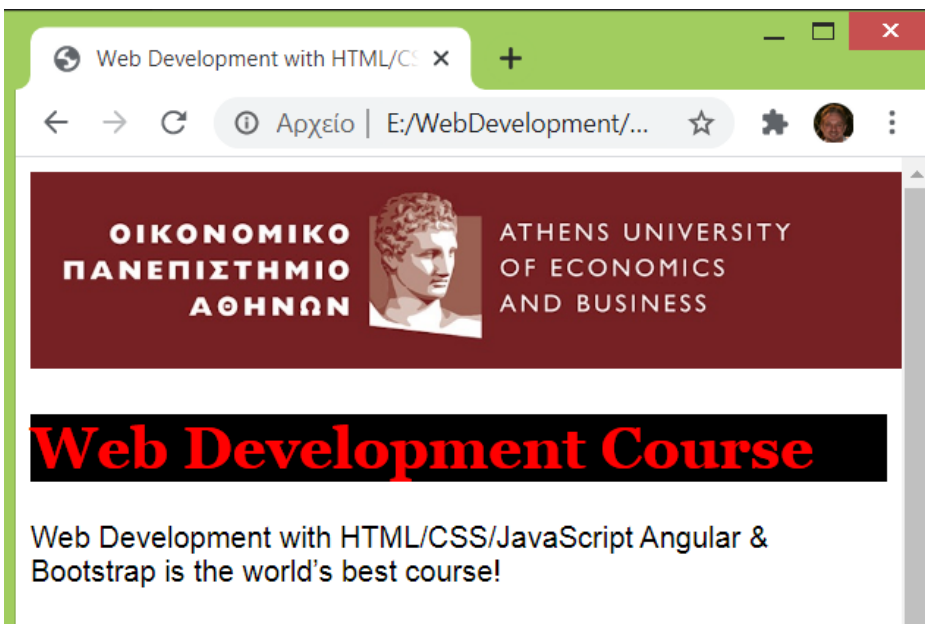 Web Development with HTML/CS
Αρχείο | E:/WebDevelopment/...
ΟΙΚΟΝΟΜΙΚΟ
ΠΑΝΕΠΙΣΤΗΜΙΟ
ΑΘΗΝΩΝ
ATHENS UNIVERSITY
OF ECONOMICS
AND BUSINESS
Web Development Course
Web Development with HTML/CSS/JavaScript Angular &
Bootstrap is the world’s best course!